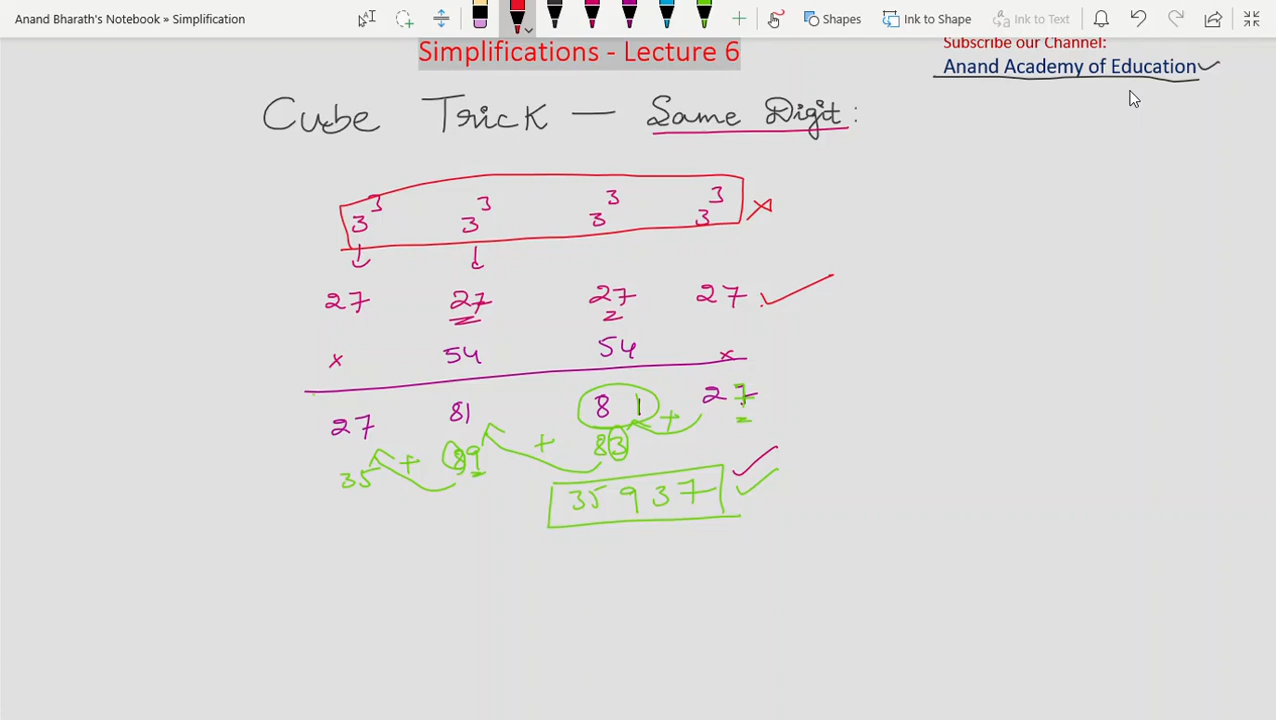 Anand Bharath's Notebook » Simplification
Shapes
Ink to Shape
Ink to Text
Simplifications - Lecture 6
Subscribe our Channel:
Anand Academy of Education
Cube Trick — Same Digit:
3³ 3³ 3³ 3³ ×
27 27 27 27
× 54 54 ×
27 81 81 27
35 + 89 + 83 +
35937